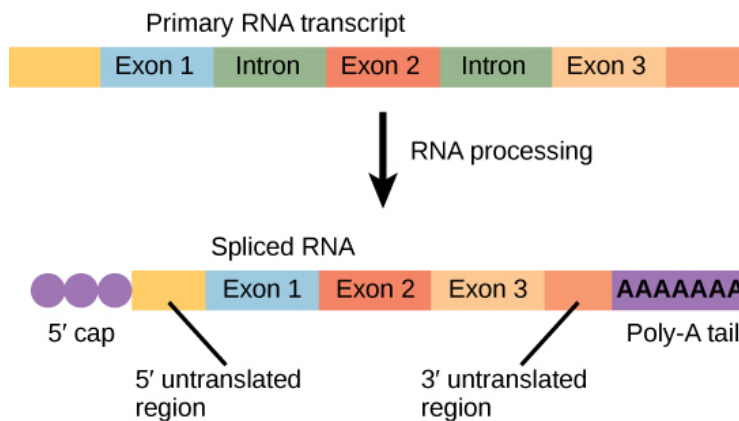 Primary RNA transcript
Exon 1 Intron Exon 2 Intron Exon 3
RNA processing
Spliced RNA
Exon 1 Exon 2 Exon 3 AAAAAAA
5′ cap
Poly-A tail
5′ untranslated
region
3′ untranslated
region